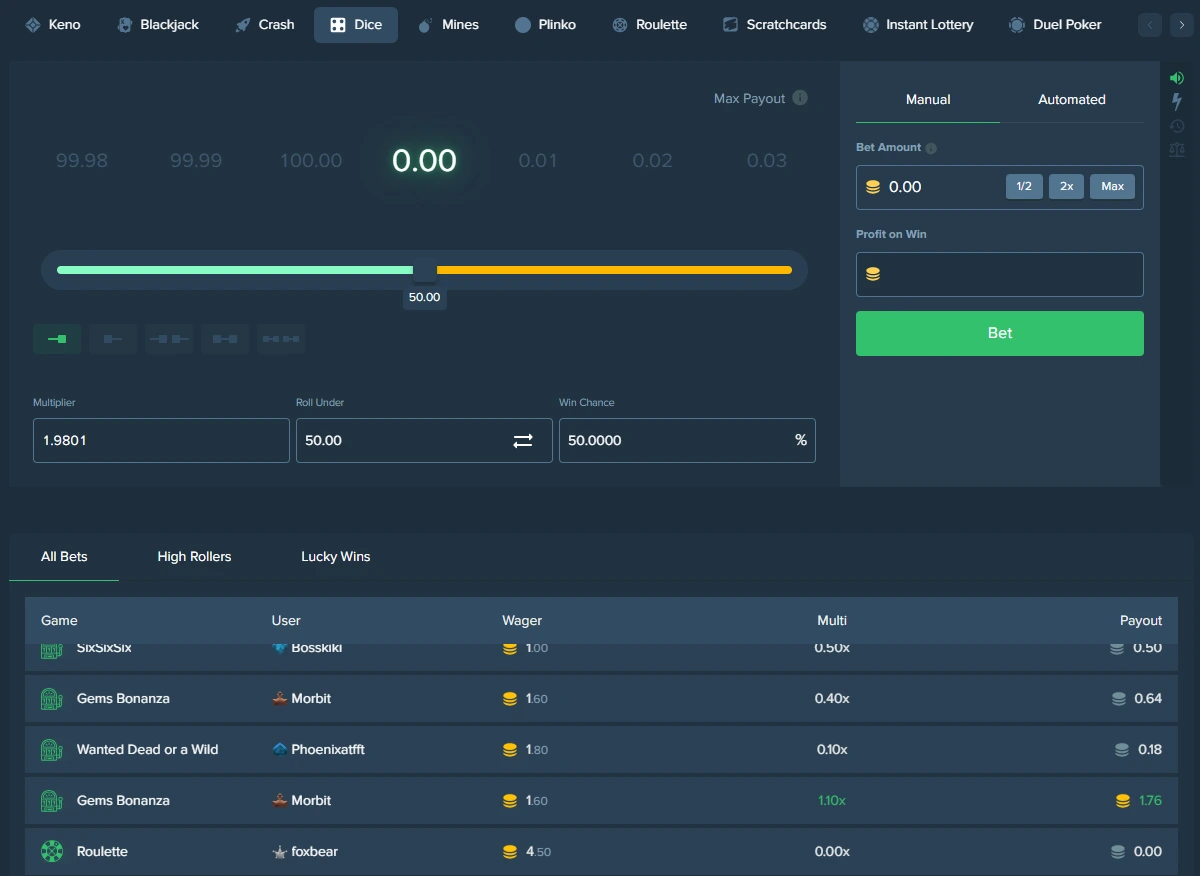 Keno Blackjack Crash Dice Mines Plinko Roulette Scratchcards Instant Lottery Duel Poker
Max Payout
99.98 99.99 100.00 0.00 0.01 0.02 0.03
50.00
Multiplier Roll Under Win Chance
1.9801 50.00 50.0000 %
Manual Automated
Bet Amount
0.00 1/2 2x Max
Profit on Win
Bet
All Bets High Rollers Lucky Wins
Game User Wager Multi Payout
SixSixSix Bosskiki 1.00 0.50x 0.50
Gems Bonanza Morbit 1.60 0.40x 0.64
Wanted Dead or a Wild Phoenixatfft 1.80 0.10x 0.18
Gems Bonanza Morbit 1.60 1.10x 1.76
Roulette foxbear 4.50 0.00x 0.00